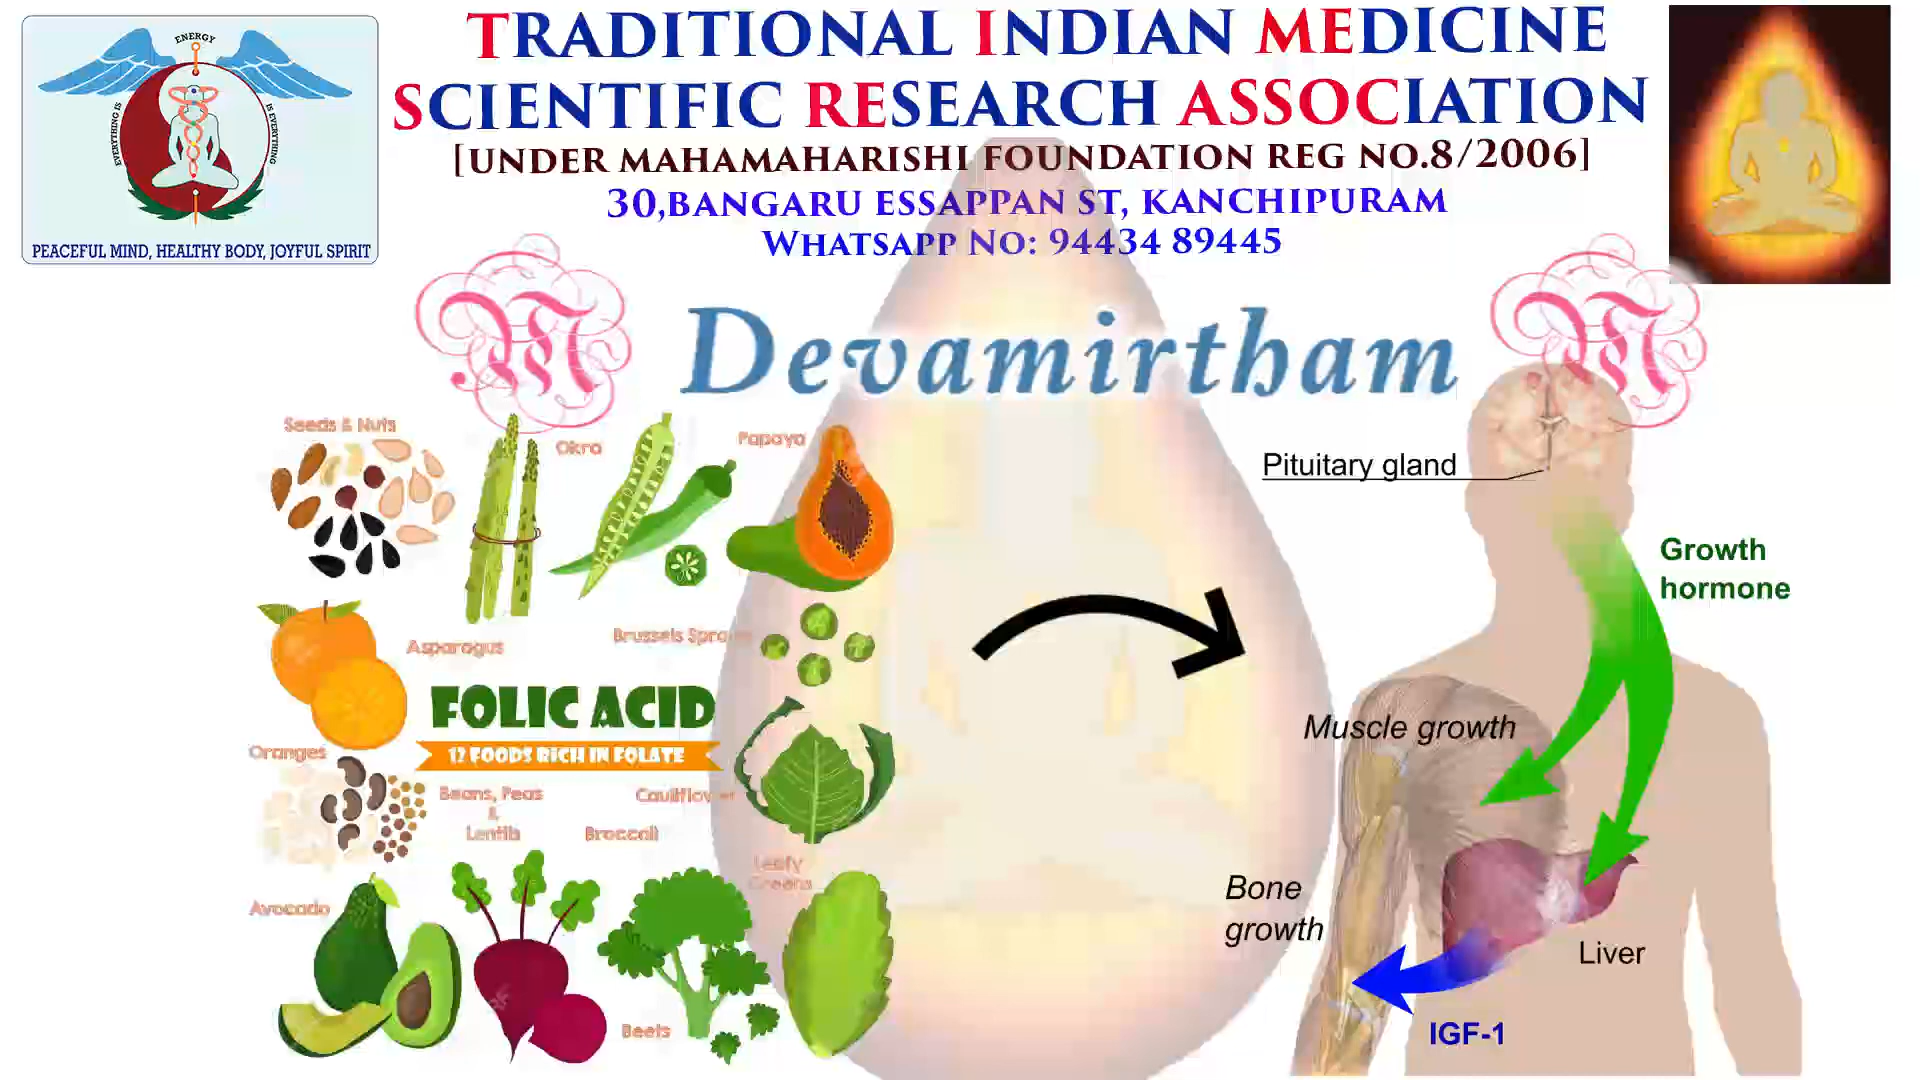 TRADITIONAL INDIAN MEDICINE
SCIENTIFIC RESEARCH ASSOCIATION
[UNDER MAHAMAHARISHI FOUNDATION REG NO.8/2006]
30,BANGARU ESSAPPAN ST, KANCHIPURAM
WHATSAPP NO: 94434 89445
ENERGY
EVERYTHING IS
IS EVERYTHING
PEACEFUL MIND, HEALTHY BODY, JOYFUL SPIRIT
Devamirtham
Seeds & Nuts
Okra
Papaya
Asparagus
Brussels Spro
FOLIC ACID
12 FOODS RICH IN FOLATE
Oranges
Beans, Peas
&
Lentils
Cauliflower
Broccoli
Leafy
Greens
Avocado
Beets
Pituitary gland
Growth
hormone
Muscle growth
Bone
growth
Liver
IGF-1